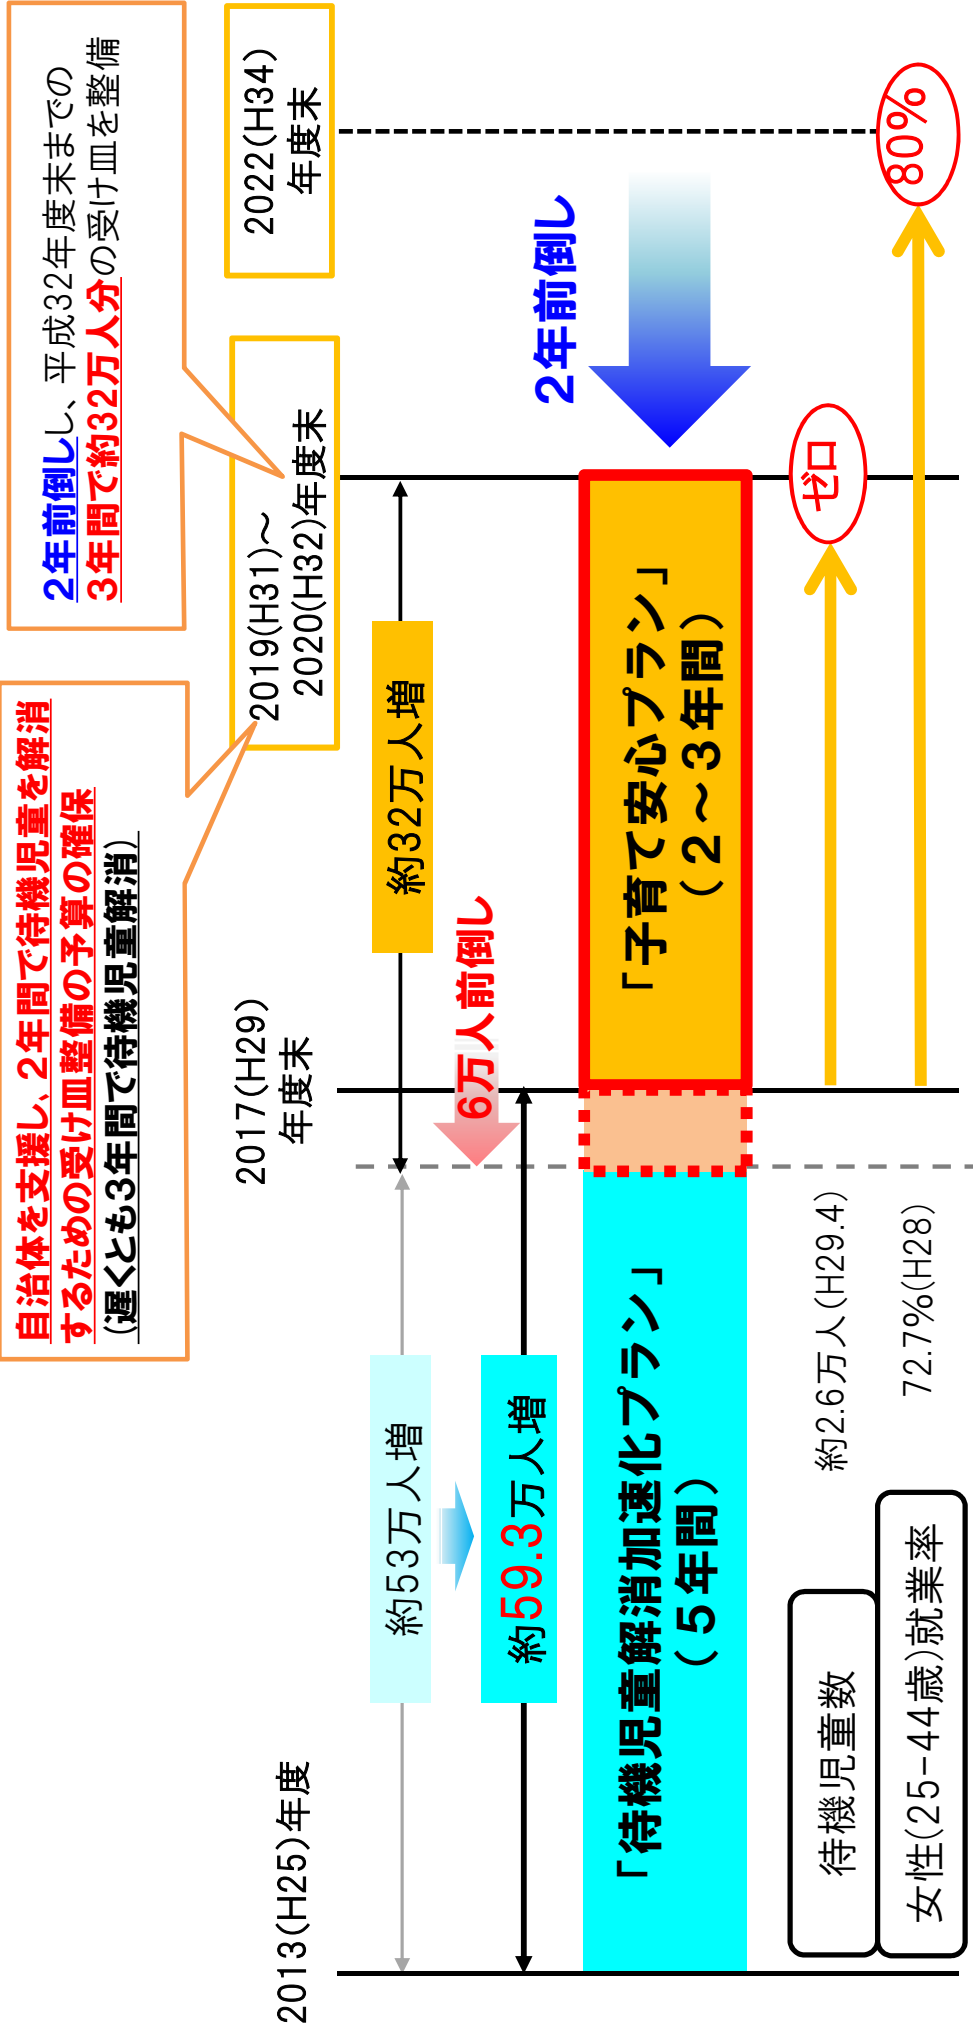 自治体を支援し、２年間で待機児童を解消
するための受け皿整備の予算の確保
(遅くとも3年間で待機児童解消)
2年前倒しし、平成32年度末までの
3年間で約32万人分の受け皿を整備
2013(H25)年度
2017(H29)
年度末
2019(H31)～
2020(H32)年度末
2022(H34)
年度末
約53万人増
約32万人増
6万人前倒し
約59.3万人増
2年前倒し
「待機児童解消加速化プラン」
（５年間）
「子育て安心プラン」
（２～３年間）
待機児童数
約2.6万人(H29.4)
ゼロ
女性(25-44歳)就業率
72.7%(H28)
80%